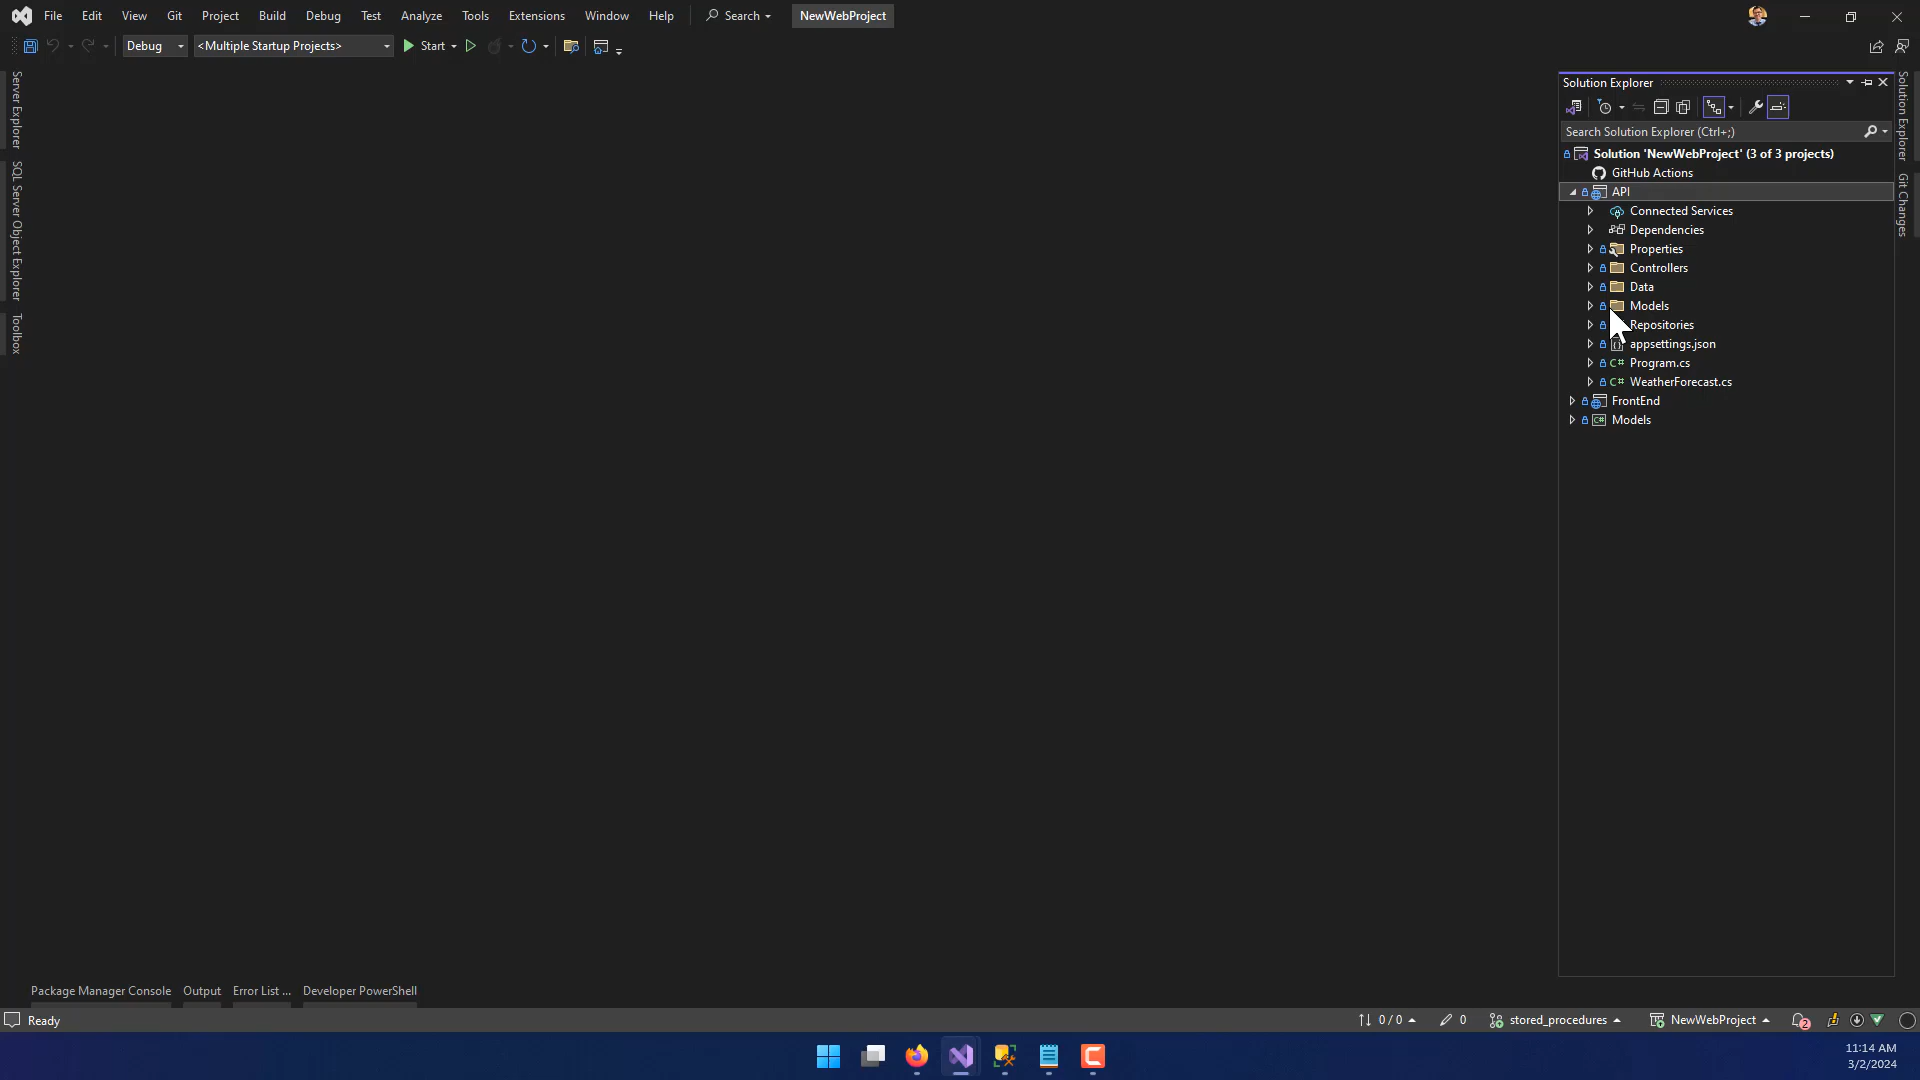 File Edit View Git Project Build Debug Test Analyze Tools Extensions Window Help Search NewWebProject
Debug <Multiple Startup Projects> Start
Server Explorer
SQL Server Object Explorer
Toolbox
Solution Explorer
Search Solution Explorer (Ctrl+;)
Solution 'NewWebProject' (3 of 3 projects)
GitHub Actions
API
Connected Services
Dependencies
Properties
Controllers
Data
Models
Repositories
appsettings.json
C# Program.cs
C# WeatherForecast.cs
FrontEnd
C# Models
Solution Explorer
Git Changes
Package Manager Console Output Error List ... Developer PowerShell
Ready 0 / 0 0 stored_procedures NewWebProject 2
11:14 AM
3/2/2024